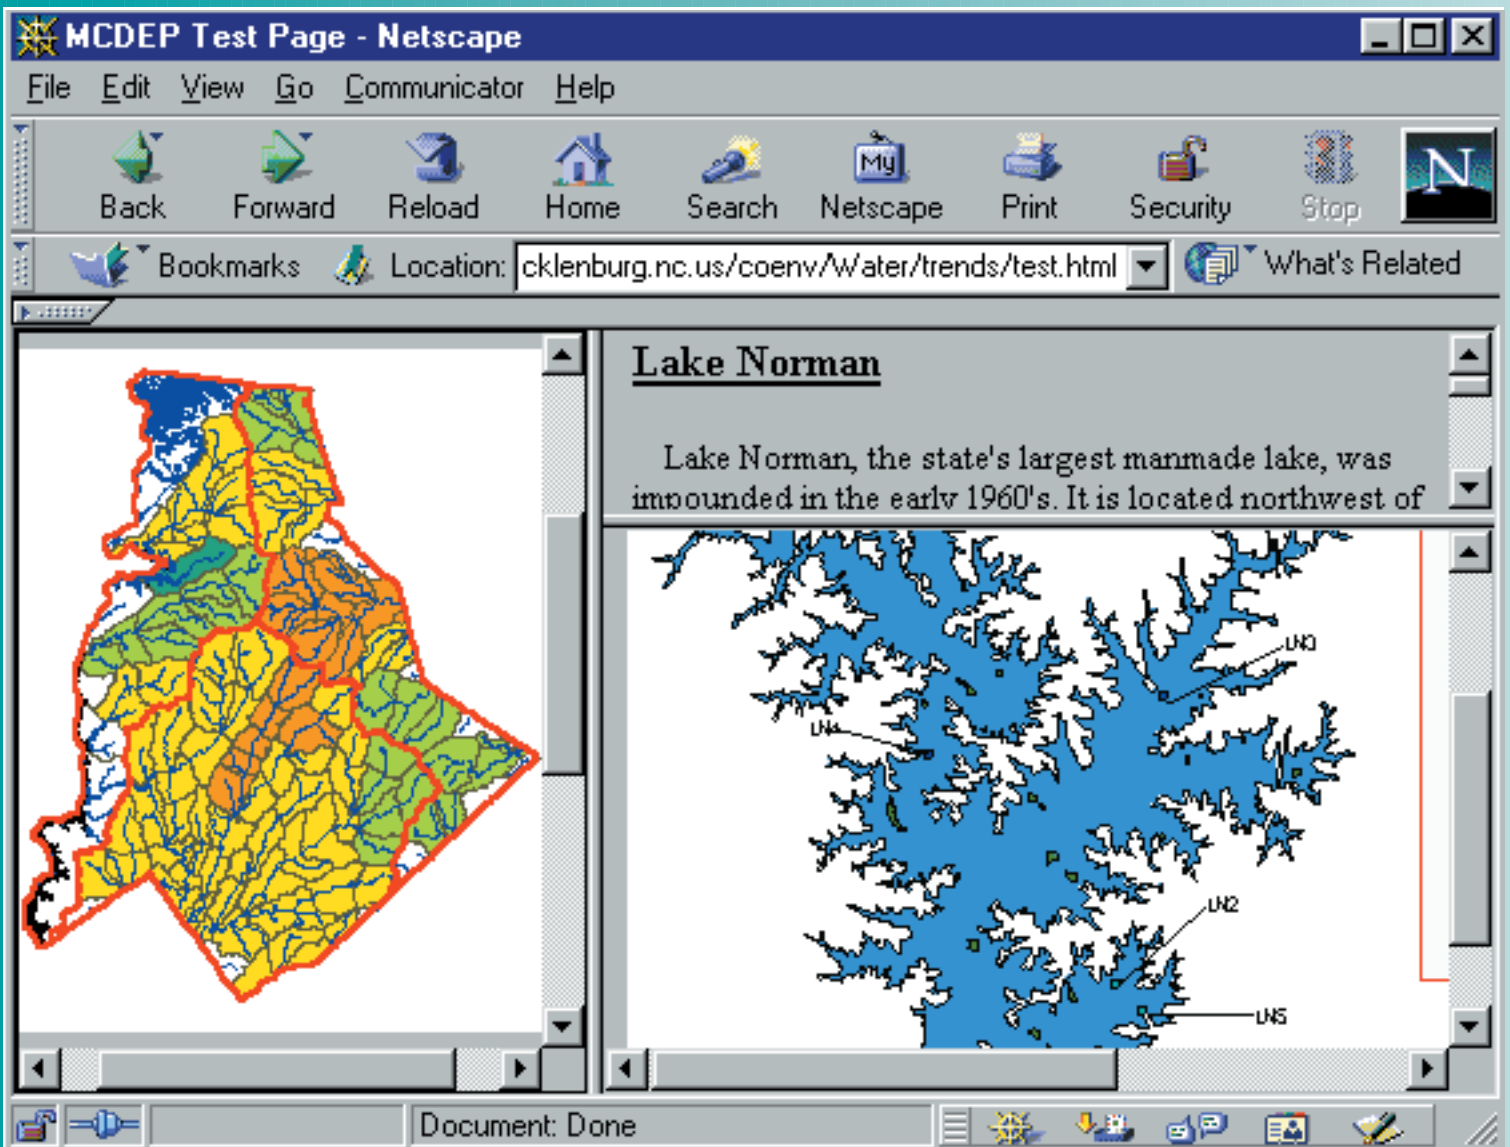 MCDEP Test Page - Netscape
File Edit View Go Communicator Help
My
N
Back Forward Reload Home Search Netscape Print Security Stop
Bookmarks Location: cklenburg.nc.us/coenv/Water/trends/test.html What's Related
Lake Norman
Lake Norman, the state's largest manmade lake, was
impounded in the early 1960's. It is located northwest of
LN3
LN4
LN2
LN5
Document: Done